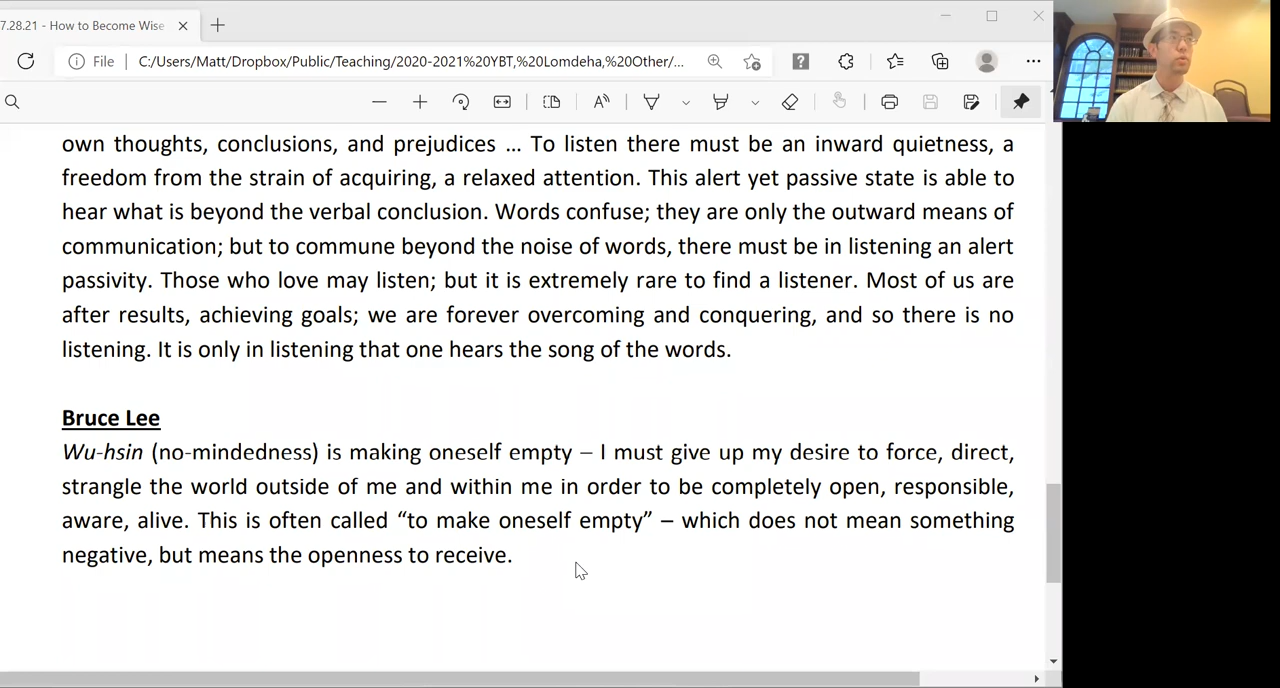 7.28.21 - How to Become Wise
File
C:/Users/Matt/Dropbox/Public/Teaching/2020-2021%20YBT,%20Lomdeha,%20Other/...
own thoughts, conclusions, and prejudices ... To listen there must be an inward quietness, a
freedom from the strain of acquiring, a relaxed attention. This alert yet passive state is able to
hear what is beyond the verbal conclusion. Words confuse; they are only the outward means of
communication; but to commune beyond the noise of words, there must be in listening an alert
passivity. Those who love may listen; but it is extremely rare to find a listener. Most of us are
after results, achieving goals; we are forever overcoming and conquering, and so there is no
listening. It is only in listening that one hears the song of the words.
Bruce Lee
Wu-hsin (no-mindedness) is making oneself empty – I must give up my desire to force, direct,
strangle the world outside of me and within me in order to be completely open, responsible,
aware, alive. This is often called “to make oneself empty” – which does not mean something
negative, but means the openness to receive.